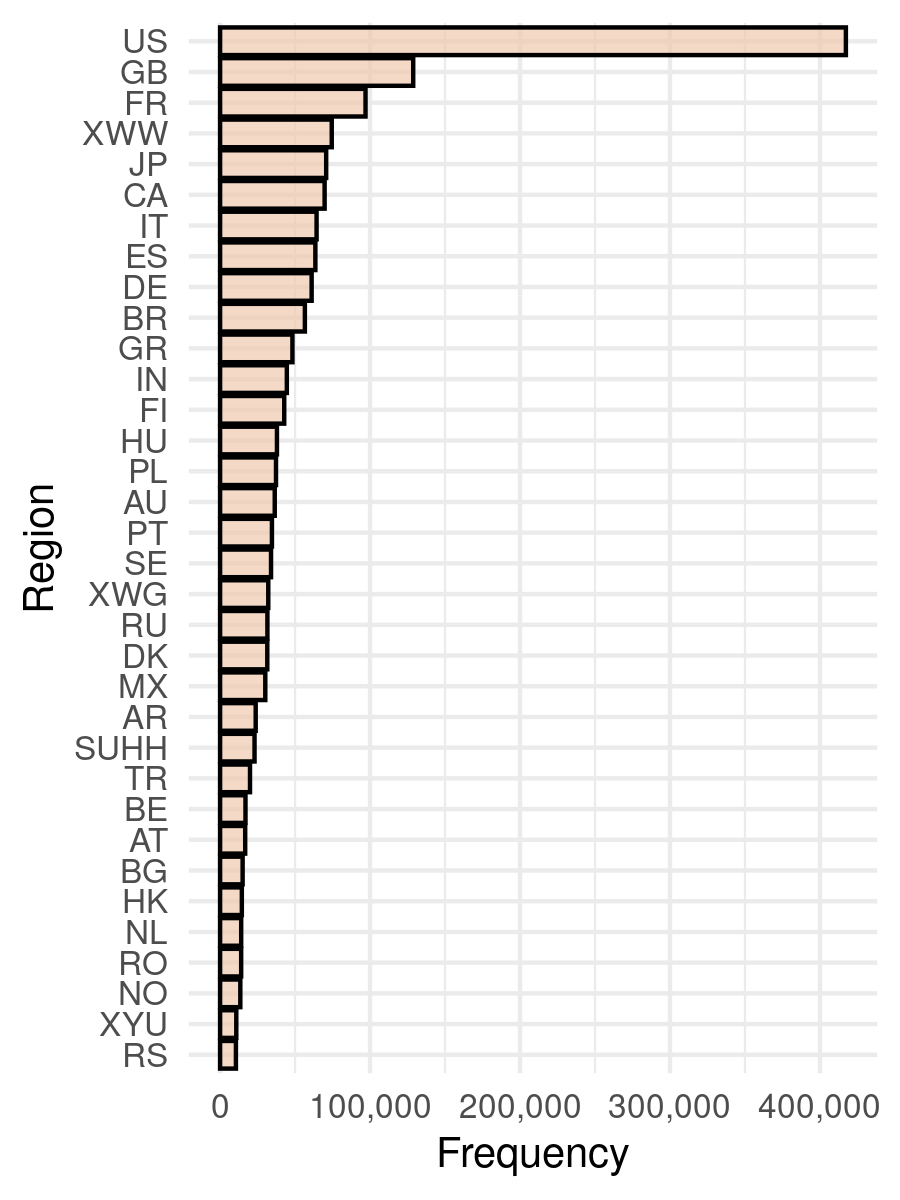 US
GB
FR
XWW
JP
CA
IT
ES
DE
BR
GR
IN
FI
HU
PL
AU
PT
SE
XWG
RU
DK
MX
AR
SUHH
TR
BE
AT
BG
HK
NL
RO
NO
XYU
RS
Region
0 100,000 200,000 300,000 400,000
Frequency